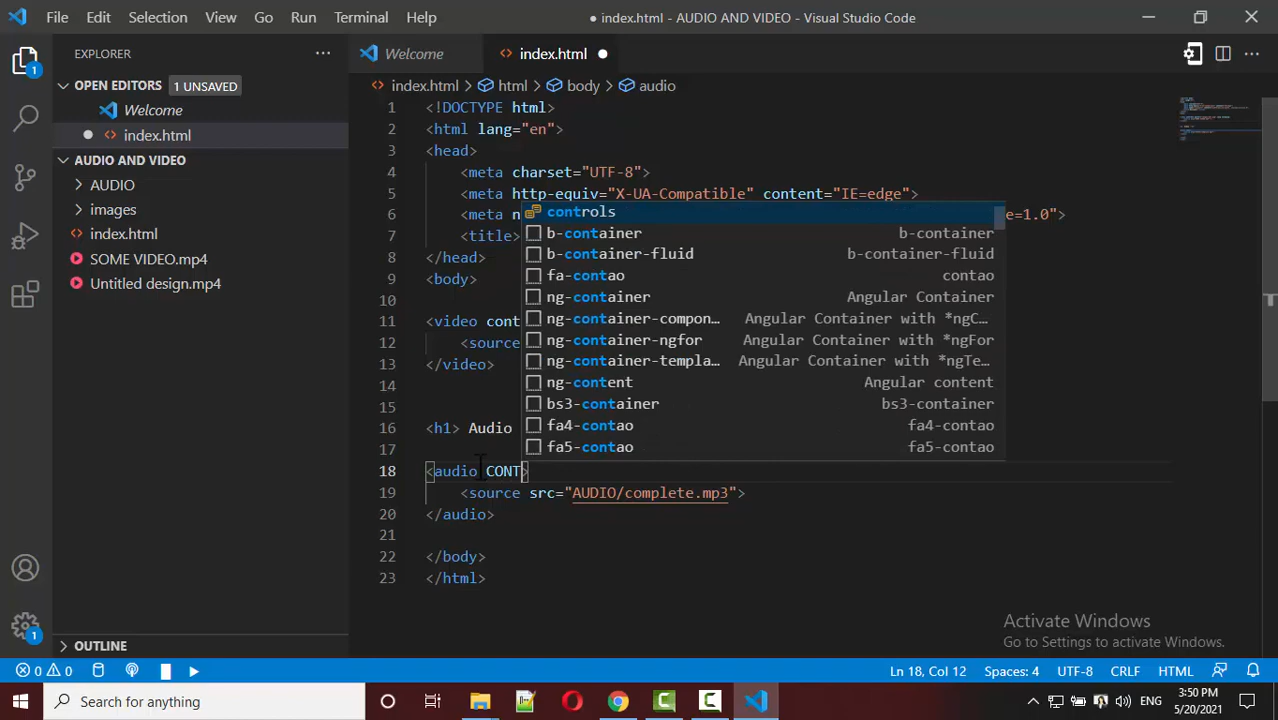 File Edit Selection View Go Run Terminal Help ● index.html - AUDIO AND VIDEO - Visual Studio Code
EXPLORER ···
Welcome
index.html ●
1
OPEN EDITORS 1 UNSAVED
Welcome
● index.html
AUDIO AND VIDEO
AUDIO
images
index.html
SOME VIDEO.mp4
Untitled design.mp4
OUTLINE
1
index.html > html > body > audio
1 <!DOCTYPE html>
2 <html lang="en">
3 <head>
4 <meta charset="UTF-8">
5 <meta http-equiv="X-UA-Compatible" content="IE=edge">
6 <meta n e=1.0">
7 <title>
8 </head>
9 <body>
10
11 <video cont
12 <source
13 </video>
14
15
16 <h1> Audio
17
18 <audio CONT>
19 <source src="AUDIO/complete.mp3">
20 </audio>
21
22 </body>
23 </html>
controls
b-container b-container
b-container-fluid b-container-fluid
fa-contao contao
ng-container Angular Container
ng-container-compon… Angular Container with *ngC…
ng-container-ngfor Angular Container with *ngFor
ng-container-templa… Angular Container with *ngTe…
ng-content Angular content
bs3-container bs3-container
fa4-contao fa4-contao
fa5-contao fa5-contao
Activate Windows
Go to Settings to activate Windows.
0 0 Ln 18, Col 12 Spaces: 4 UTF-8 CRLF HTML
Search for anything ENG 3:50 PM
5/20/2021